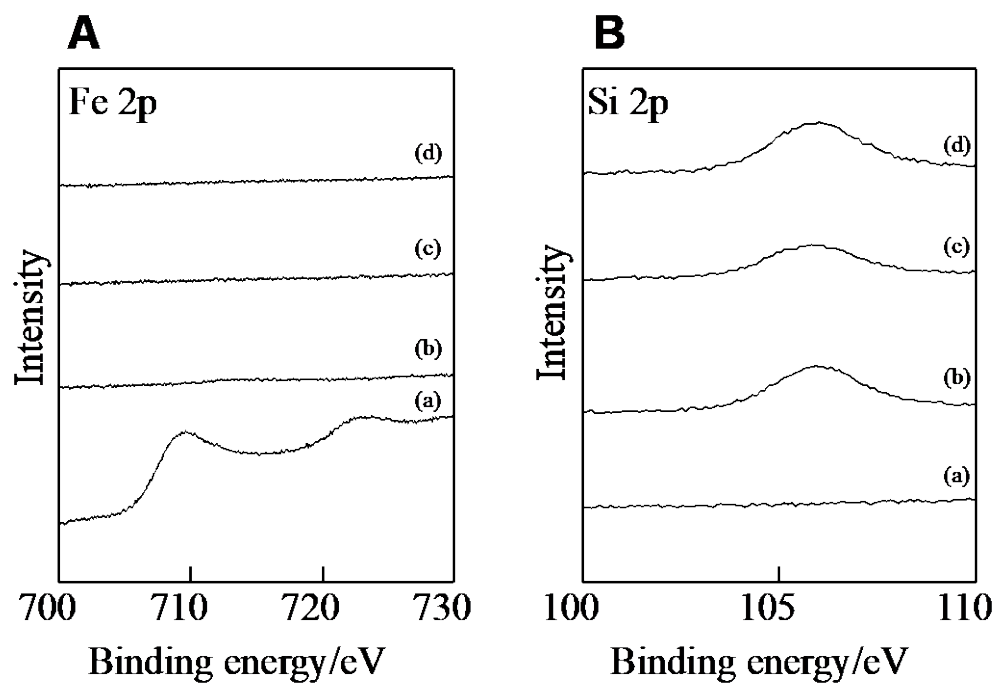 A
Fe 2p
(d)
(c)
(b)
(a)
Intensity
700 710 720 730
Binding energy/eV
B
Si 2p
(d)
(c)
(b)
(a)
Intensity
100 105 110
Binding energy/eV